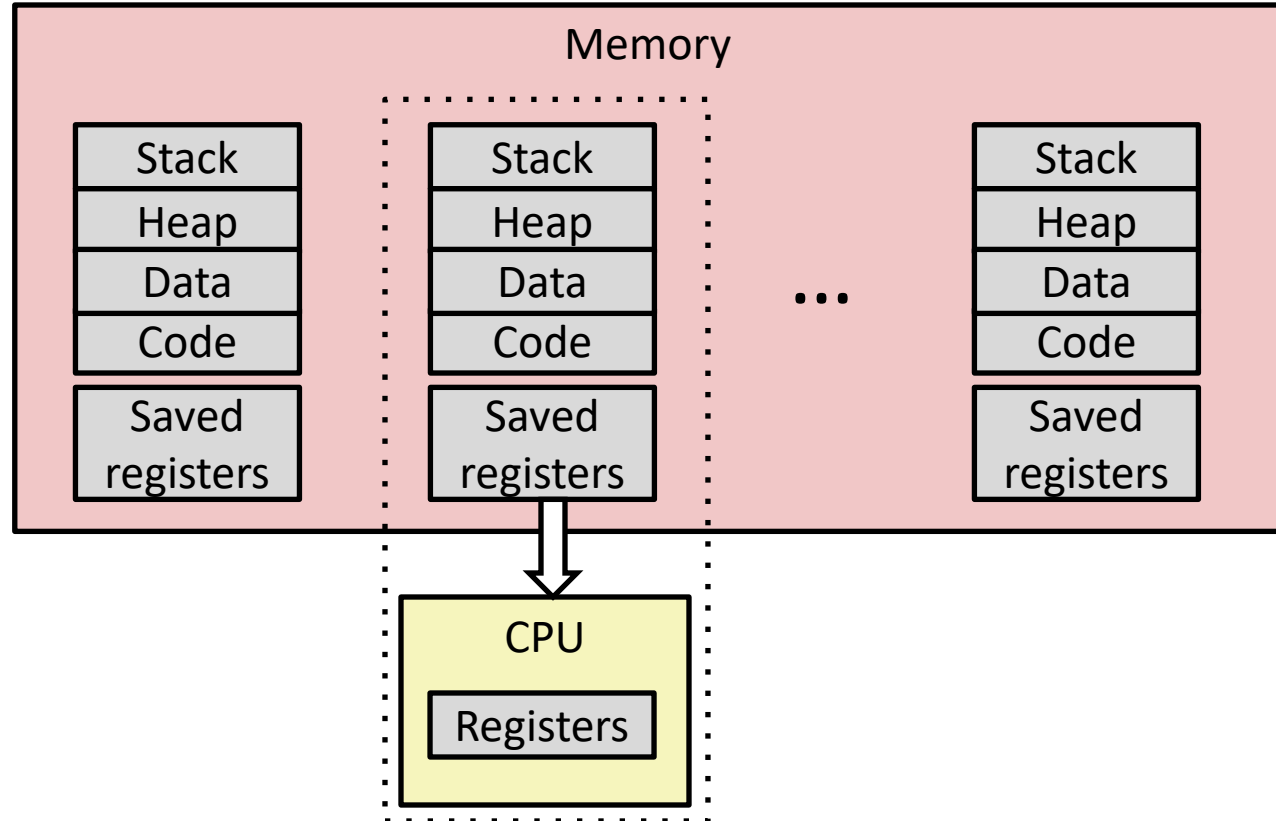 Memory
Stack
Heap
Data
Code
Saved
registers
Stack
Heap
Data
Code
Saved
registers
...
Stack
Heap
Data
Code
Saved
registers
CPU
Registers